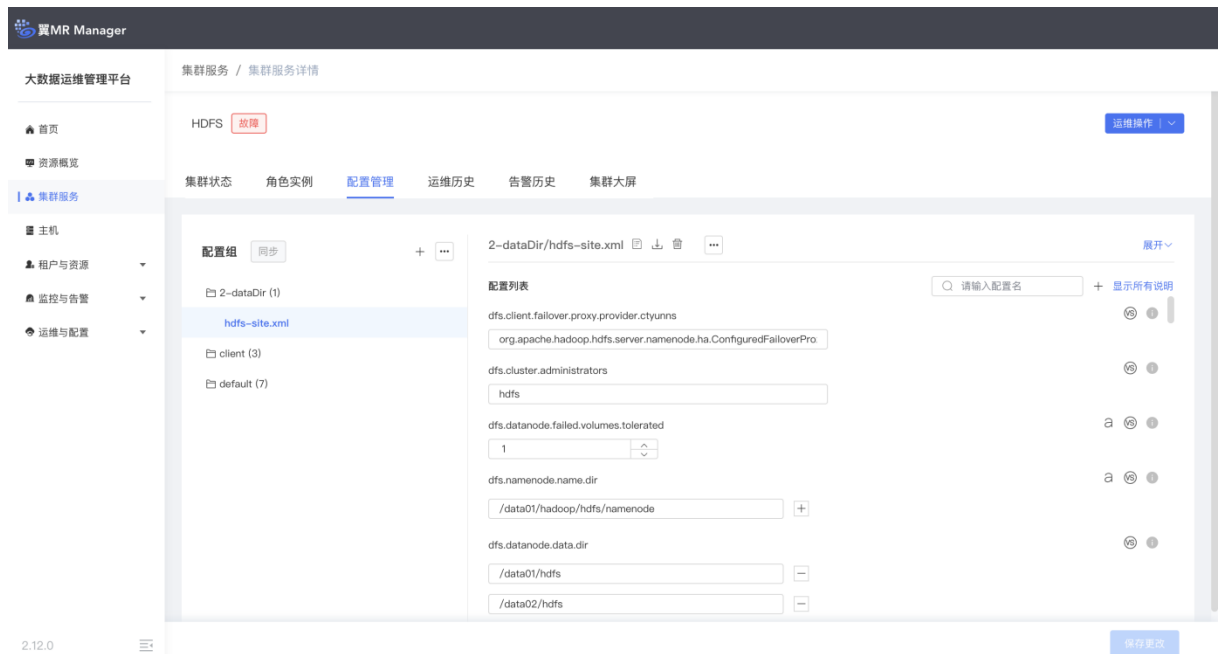 翼MR Manager
大数据运维管理平台
集群服务 / 集群服务详情
首页
资源概览
集群服务
主机
租户与资源
监控与告警
运维与配置
2.12.0
HDFS 故障
运维操作
集群状态 角色实例 配置管理 运维历史 告警历史 集群大屏
配置组 同步
2-dataDir (1)
hdfs-site.xml
client (3)
default (7)
2-dataDir/hdfs-site.xml
展开
配置列表
请输入配置名
显示所有说明
dfs.client.failover.proxy.provider.ctyunns
VS
org.apache.hadoop.hdfs.server.namenode.ha.ConfiguredFailoverPro
dfs.cluster.administrators
VS
hdfs
dfs.datanode.failed.volumes.tolerated
a VS
1
dfs.namenode.name.dir
a VS
/data01/hadoop/hdfs/namenode
dfs.datanode.data.dir
VS
/data01/hdfs
/data02/hdfs
保存更改